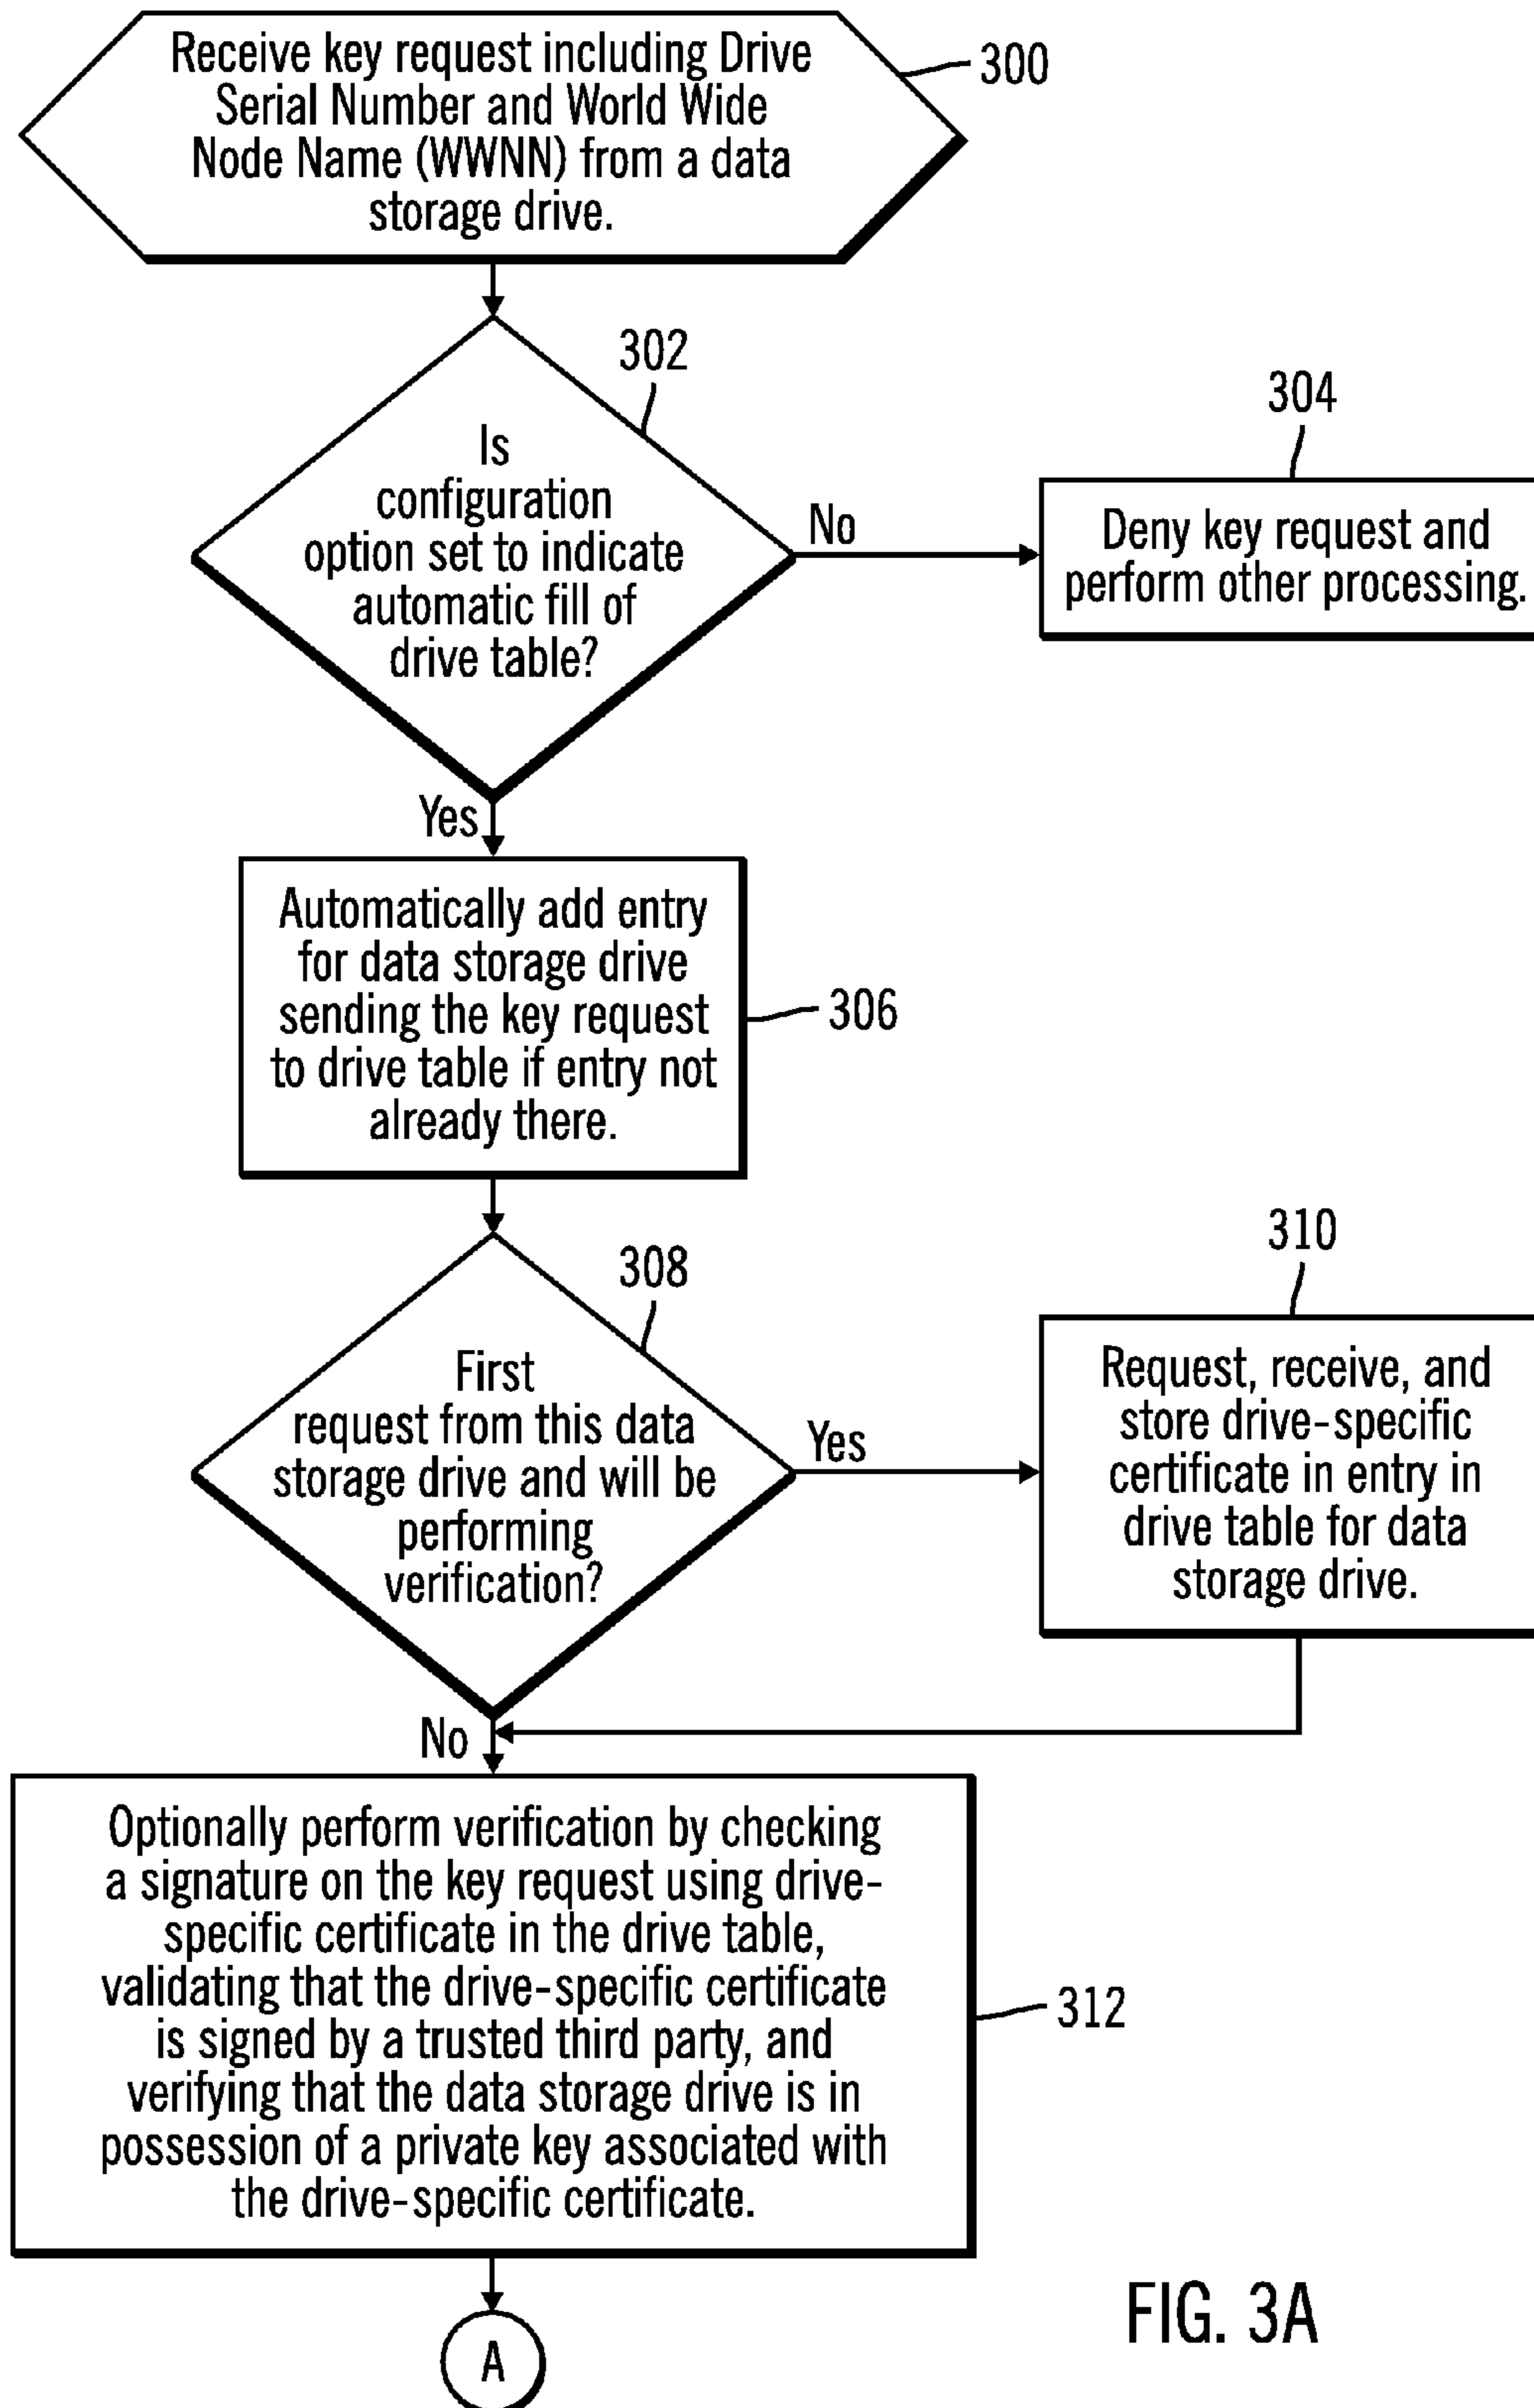 Receive key request including Drive
Serial Number and World Wide
Node Name (WWNN) from a data
storage drive.
300
302
Is
configuration
option set to indicate
automatic fill of
drive table?
No
304
Deny key request and
perform other processing.
Yes
Automatically add entry
for data storage drive
sending the key request
to drive table if entry not
already there.
306
308
First
request from this data
storage drive and will be
performing
verification?
Yes
310
Request, receive, and
store drive-specific
certificate in entry in
drive table for data
storage drive.
No
Optionally perform verification by checking
a signature on the key request using drive-
specific certificate in the drive table,
validating that the drive-specific certificate
is signed by a trusted third party, and
verifying that the data storage drive is in
possession of a private key associated with
the drive-specific certificate.
312
A
FIG. 3A